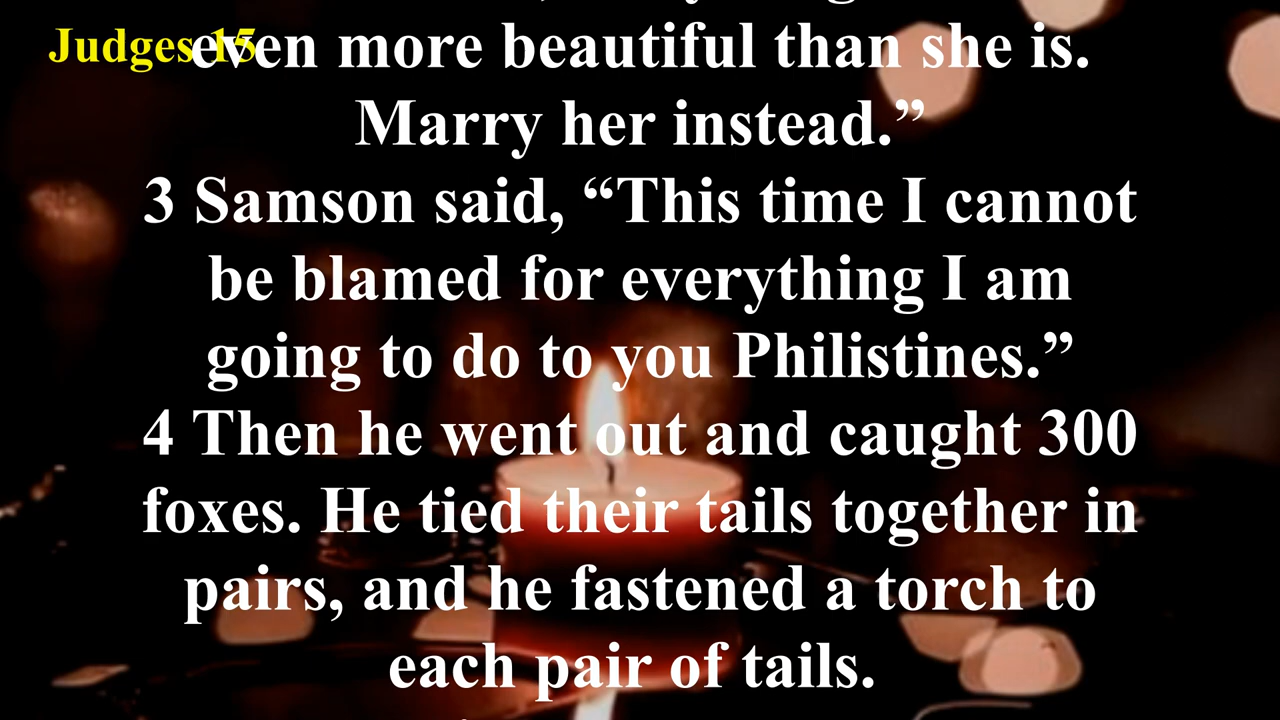 Judges 15
even more beautiful than she is.
Marry her instead.”
3 Samson said, “This time I cannot
be blamed for everything I am
going to do to you Philistines.”
4 Then he went out and caught 300
foxes. He tied their tails together in
pairs, and he fastened a torch to
each pair of tails.